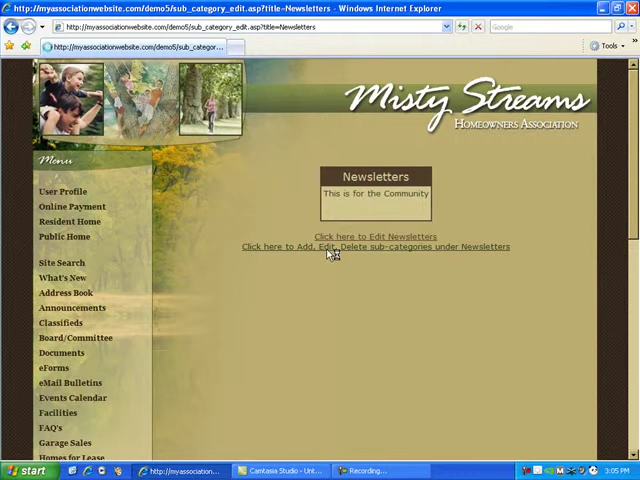 http://myassociationwebsite.com/demo5/sub_category_edit.asp?title=Newsletters - Windows Internet Explorer
http://myassociationwebsite.com/demo5/sub_category_edit.asp?title=Newsletters
http://myassociationwebsite.com/demo5/sub_categor...
Tools
Misty Streams
Homeowners Association
Menu
Newsletters
This is for the Community
User Profile
Online Payment
Resident Home
Public Home
Click here to Edit Newsletters
Click here to Add, Edit, Delete sub-categories under Newsletters
Site Search
What's New
Address Book
Announcements
Classifieds
Board/Committee
Documents
eForms
eMail Bulletins
Events Calendar
Facilities
FAQ's
Garage Sales
Homes for Lease
start
http://myassociation...
Camtasia Studio - Unt...
Recording...
3:05 PM